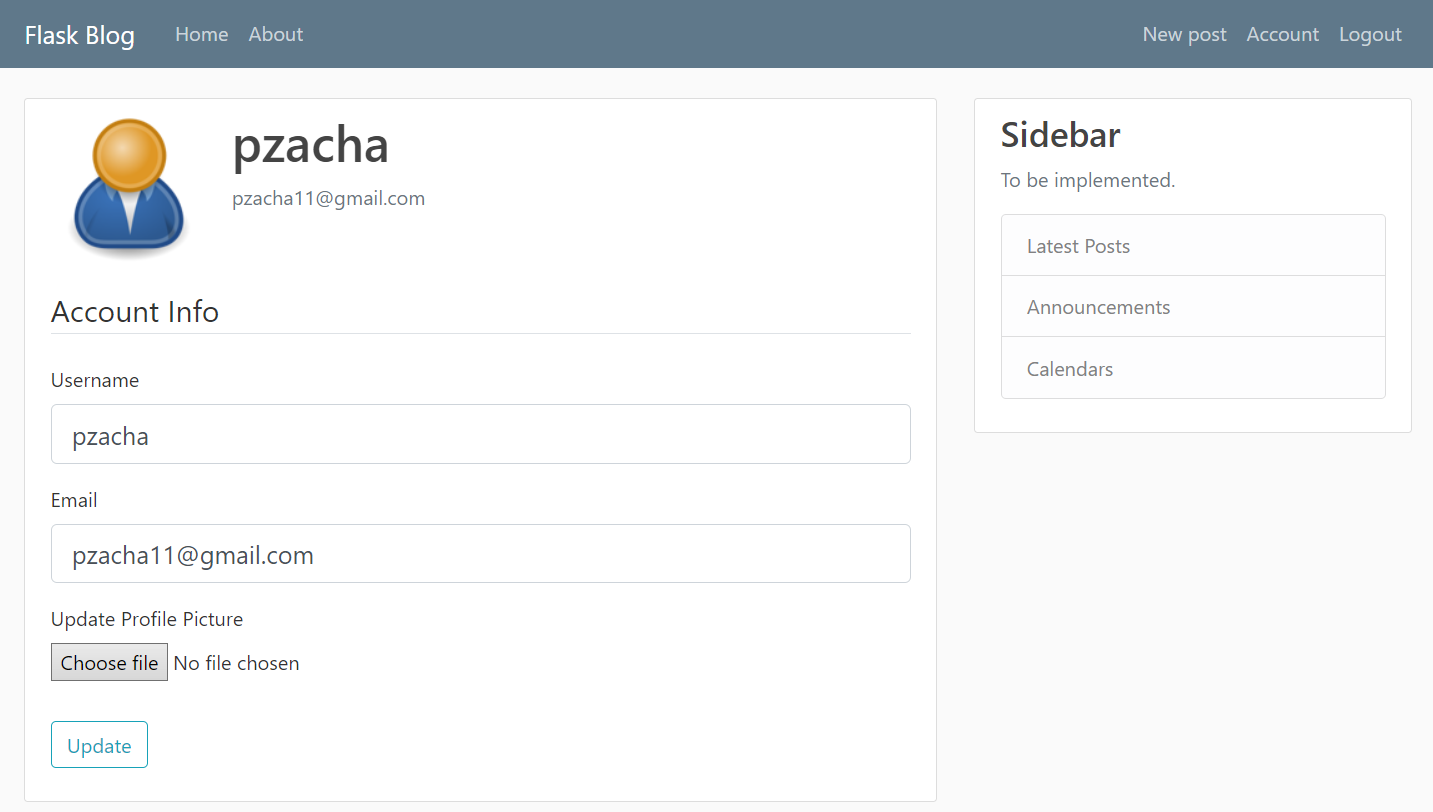 Flask Blog Home About New post Account Logout
pzacha
pzacha11@gmail.com
Account Info
Username
pzacha
Email
pzacha11@gmail.com
Update Profile Picture
Choose file No file chosen
Update
Sidebar
To be implemented.
Latest Posts
Announcements
Calendars